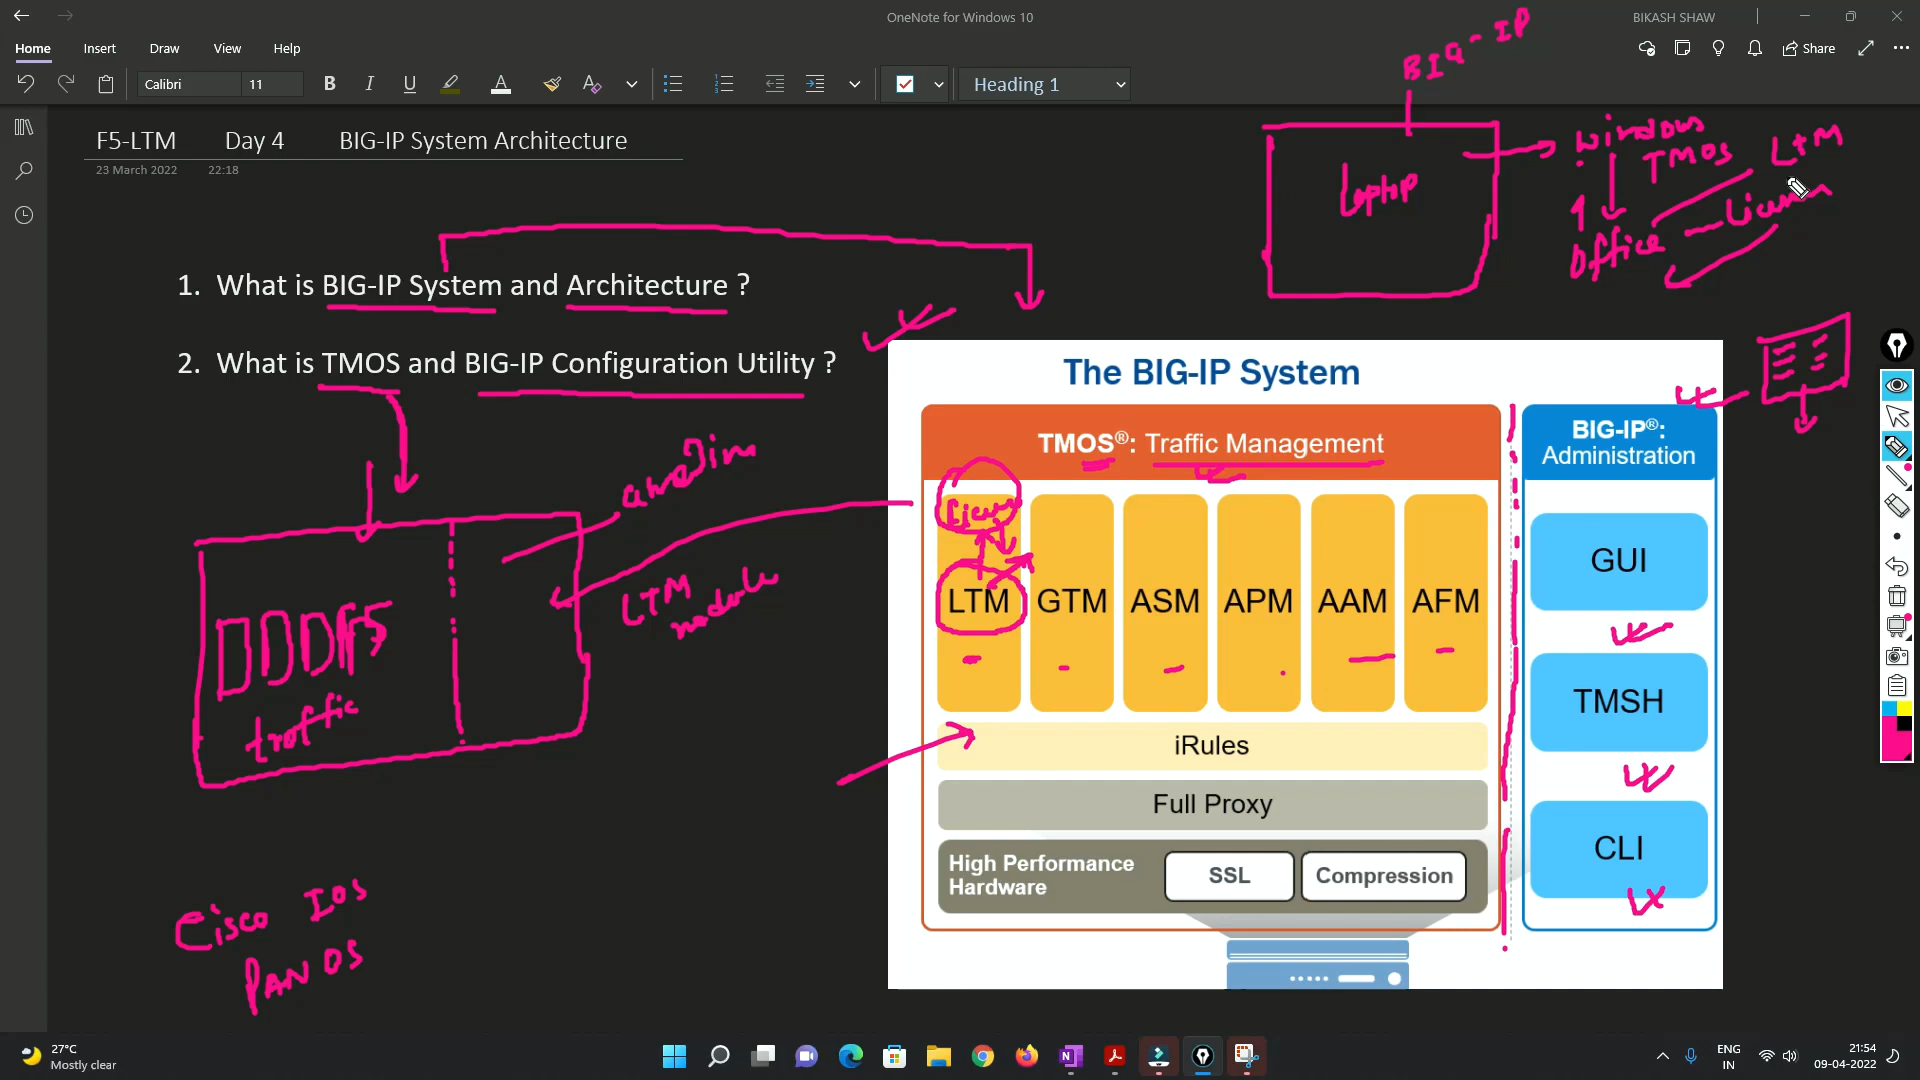 OneNote for Windows 10
BIKASH SHAW
Home Insert Draw View Help
Share
Calibri 11 B I U A A Heading 1
BIG-IP
F5-LTM Day 4 BIG-IP System Architecture
23 March 2022 22:18
Laptop
Windows
TMOS
LTM
Office
1. What is BIG-IP System and Architecture ?
2. What is TMOS and BIG-IP Configuration Utility ?
The BIG-IP System
TMOS®: Traffic Management
BIG-IP®:
Administration
LTM GTM ASM APM AAM AFM
GUI
TMSH
CLI
iRules
Full Proxy
High Performance
Hardware
SSL
Compression
LTM
module
F5
traffic
Cisco IOS
PAN OS
27°C
Mostly clear
ENG
IN
21:54
09-04-2022